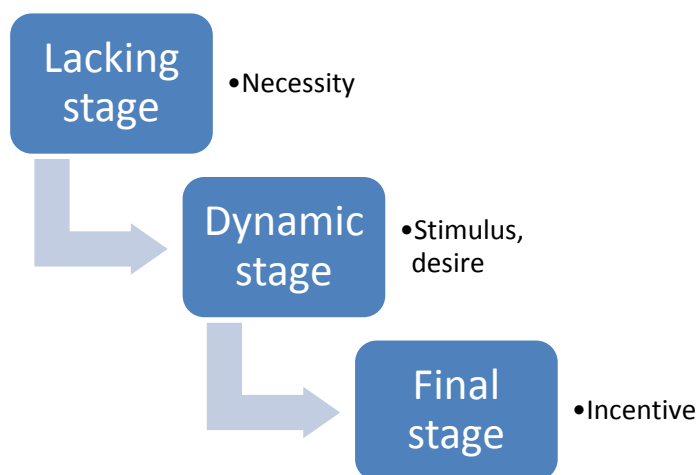 Lacking
stage
•Necessity
Dynamic
stage
•Stimulus,
desire
Final
stage
•Incentive